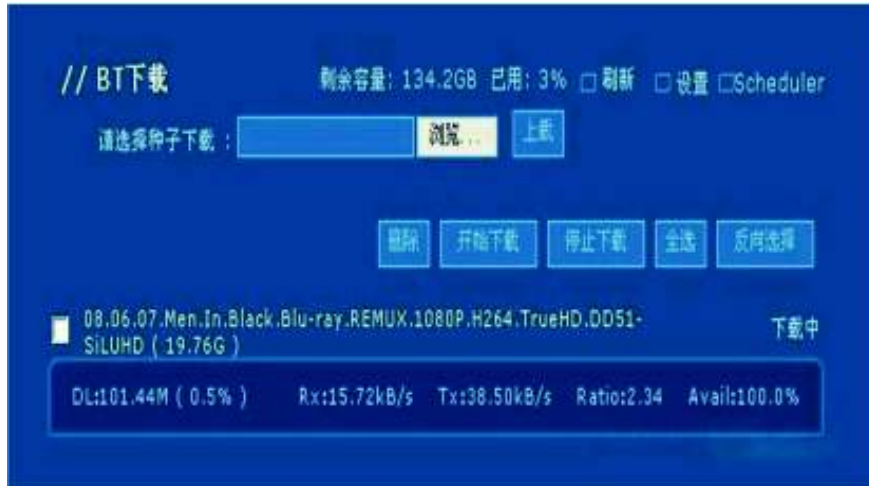 // BT下载
剩余容量: 134.2GB 已用: 3% 刷新 设置 Scheduler
请选择种子下载 : 浏览... 上载
删除 开始下载 停止下载 全选 反向选择
08.06.07.Men.In.Black.Blu-ray.REMUX.1080P.H264.TrueHD.DD51-
SiLUHD ( 19.76G )
下载中
DL:101.44M ( 0.5% ) Rx:15.72kB/s Tx:38.50kB/s Ratio:2.34 Avail:100.0%